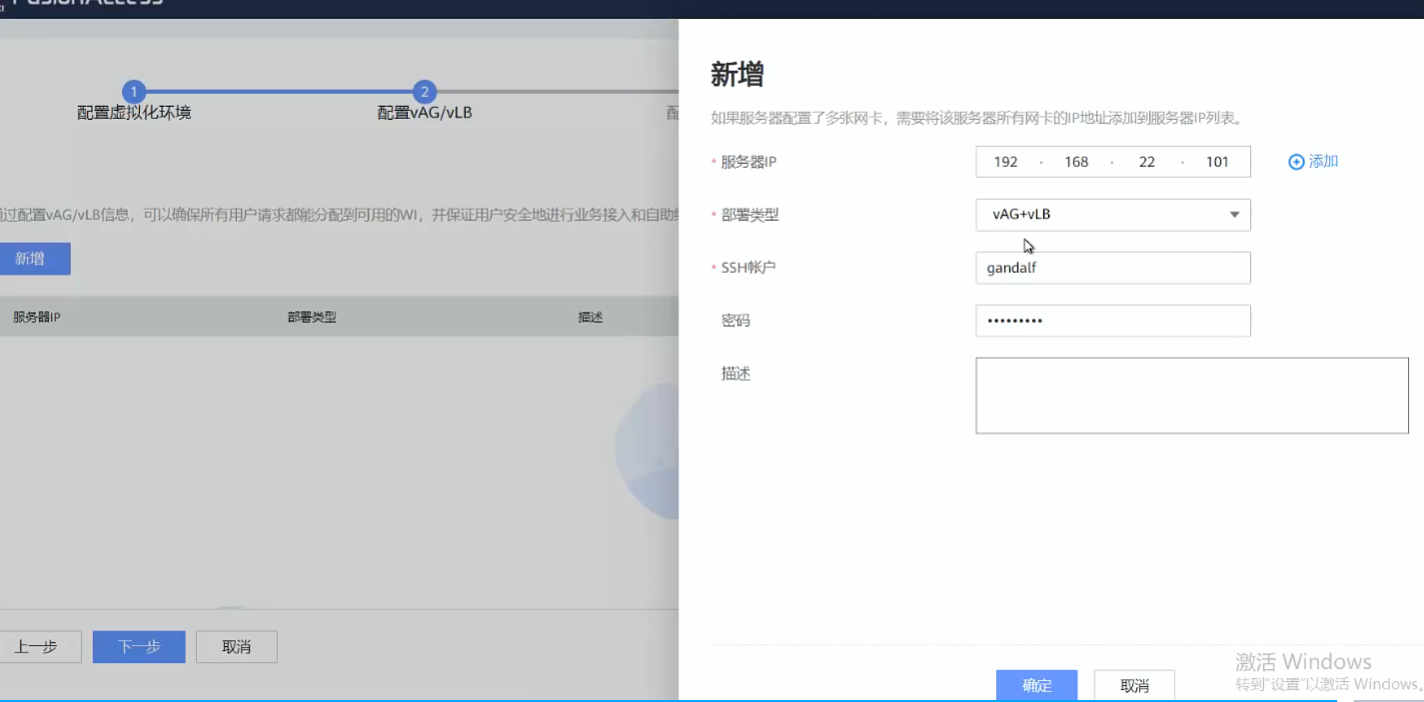 FusionAccess
1
2
配置虚拟化环境
配置vAG/vLB
过配置vAG/vLB信息，可以确保所有用户请求都能分配到可用的WI，并保证用户安全地进行业务接入和自助
新增
服务器IP
部署类型
描述
上一步
下一步
取消
新增
如果服务器配置了多张网卡，需要将该服务器所有网卡的IP地址添加到服务器IP列表。
* 服务器IP
192 · 168 · 22 · 101
添加
* 部署类型
vAG+vLB
* SSH帐户
gandalf
密码
•••••••••
描述
确定
取消
激活 Windows
转到“设置”以激活 Windows。